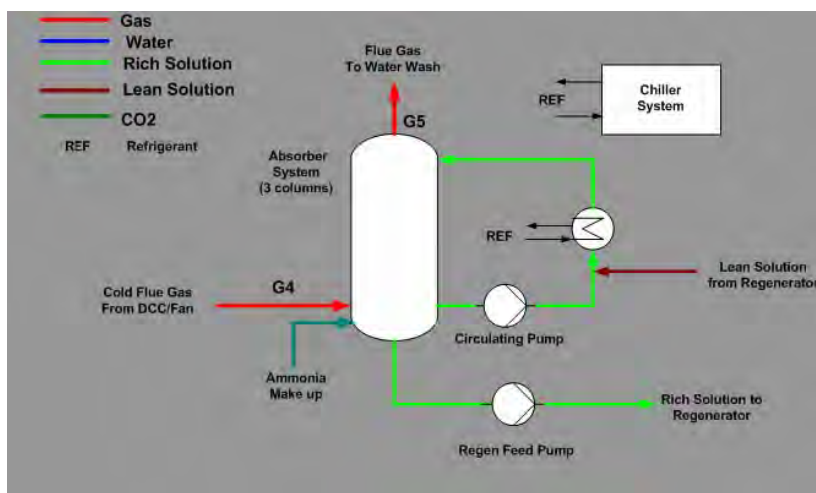 Gas
Water
Rich Solution
Lean Solution
CO2
REF Refrigerant
Flue Gas
To Water Wash
G5
REF
Chiller
System
Absorber
System
(3 columns)
REF
Lean Solution
from Regenerator
G4
Cold Flue Gas
From DCC/Fan
Circulating Pump
Ammonia
Make up
Rich Solution to
Regenerator
Regen Feed Pump